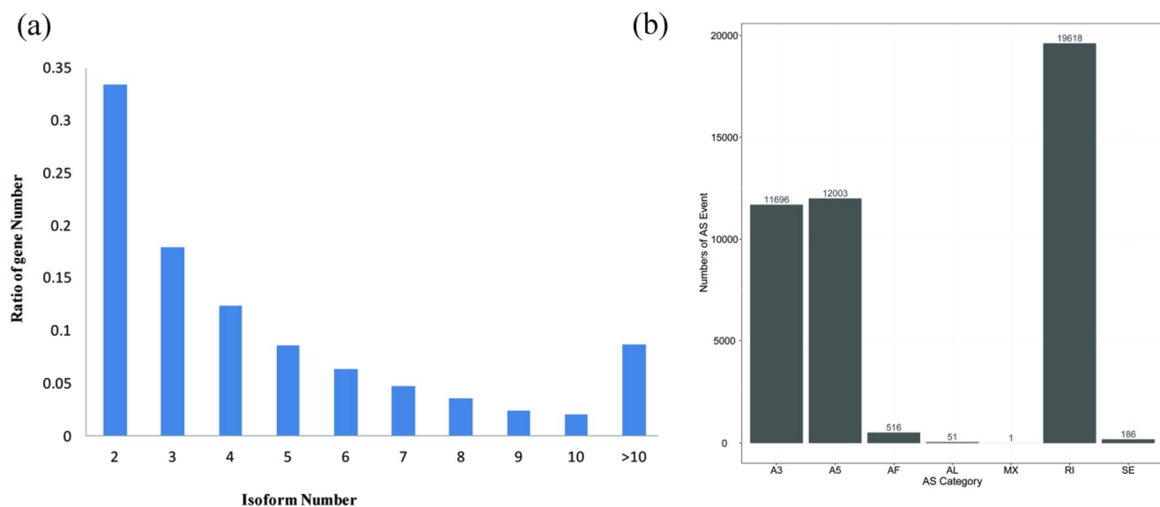 (a)
Ratio of gene Number
0.35
0.3
0.25
0.2
0.15
0.1
0.05
0
2 3 4 5 6 7 8 9 10 >10
Isoform Number
(b)
Numbers of AS Event
20000
15000
10000
5000
0
11696
12003
516
51
1
19618
186
A3 A5 AF AL MX RI SE
AS Category